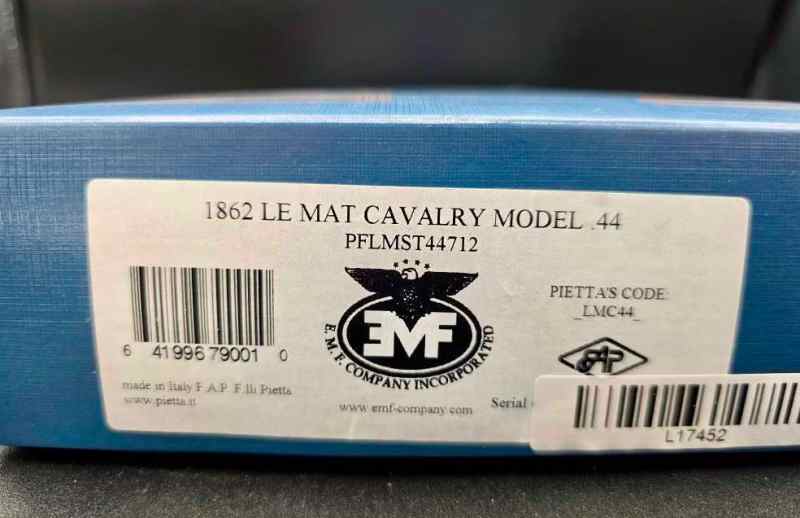 1862 LE MAT CAVALRY MODEL .44
PFLMST44712
PIETTA'S CODE:
_LMC44_
EMF
E. M. F. COMPANY INCORPORATED
FAP
6 41996 79001 0
made in Italy F.A.P. F.lli Pietta
www.pietta.it
www.emf-company.com
Serial
L17452